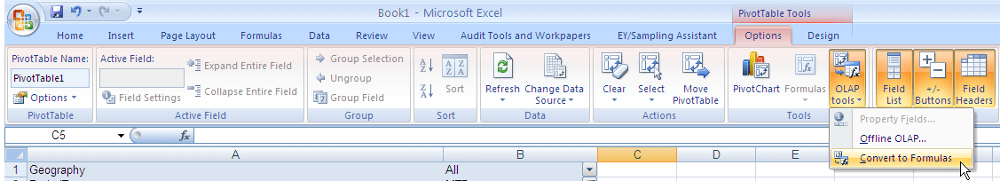 Book1 - Microsoft Excel
PivotTable Tools
Home Insert Page Layout Formulas Data Review View Audit Tools and Workpapers EY/Sampling Assistant Options Design
PivotTable Name:
PivotTable1
Options
PivotTable
Active Field:
Field Settings
Expand Entire Field
Collapse Entire Field
Active Field
Group Selection
Ungroup
Group Field
Group
Sort
Sort
Refresh
Change Data
Source
Data
Clear
Select
Move
PivotTable
Actions
PivotChart
Formulas
OLAP
tools
Tools
Field
List
+/-
Buttons
Field
Headers
Property Fields...
Offline OLAP...
Convert to Formulas
C5
fx
A B C D E
1 Geography All